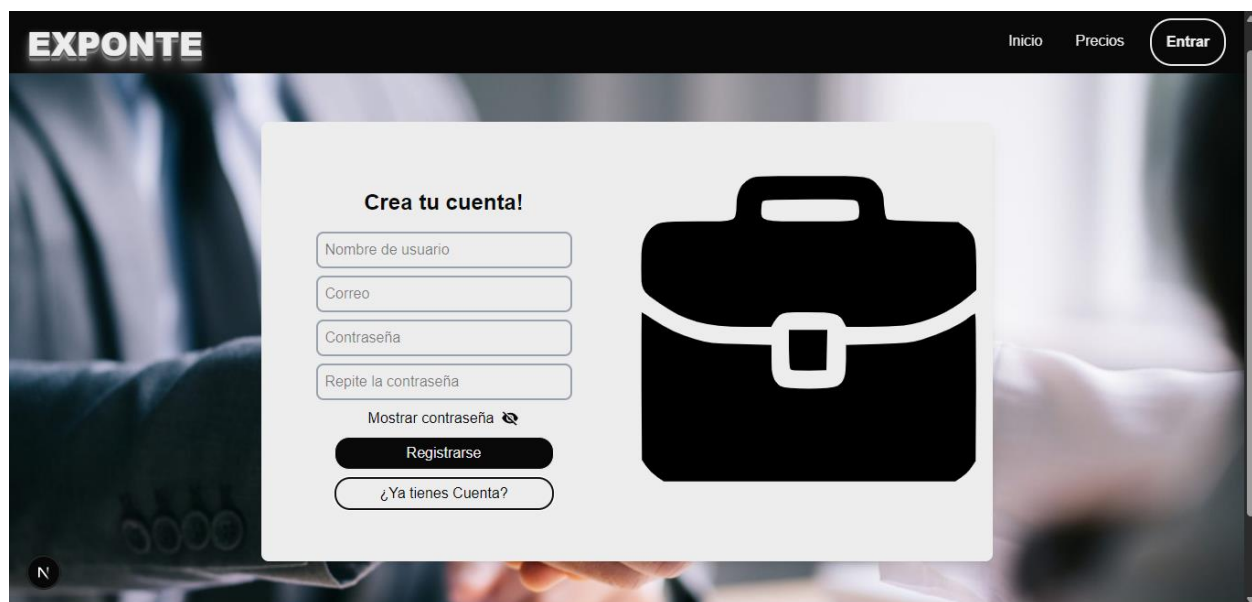 EXPONTE
Inicio
Precios
Entrar
Crea tu cuenta!
Nombre de usuario
Correo
Contraseña
Repite la contraseña
Mostrar contraseña
Registrarse
¿Ya tienes Cuenta?
N